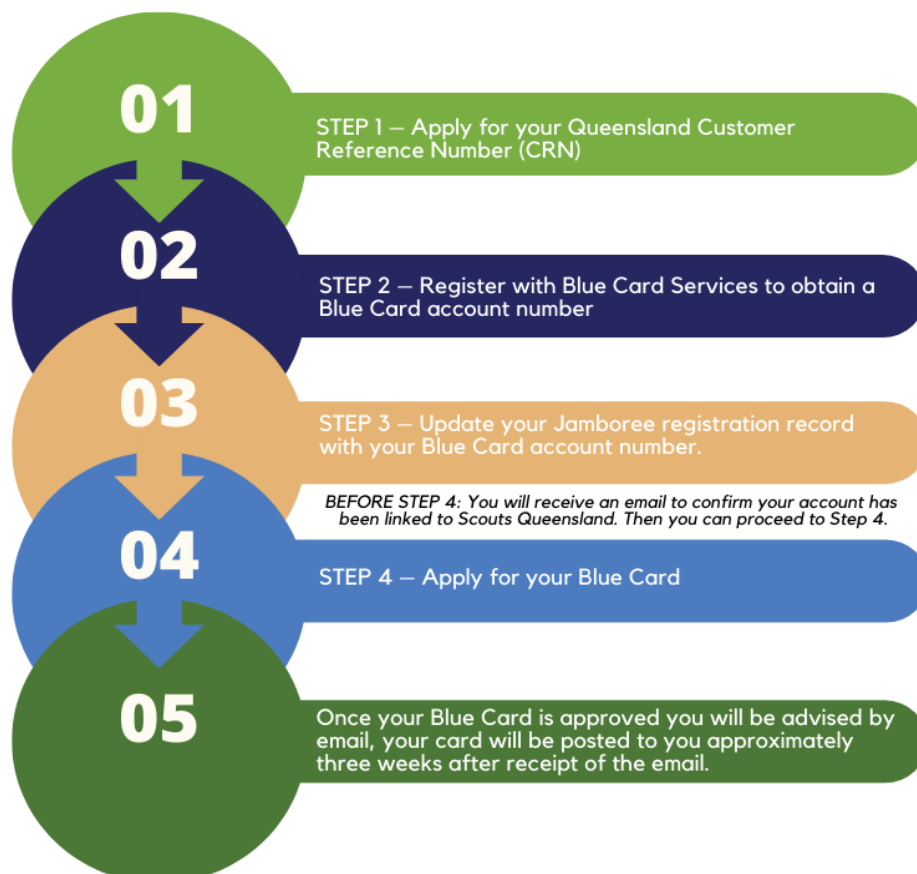 01
STEP 1 – Apply for your Queensland Customer
Reference Number (CRN)
02
STEP 2 – Register with Blue Card Services to obtain a
Blue Card account number
03
STEP 3 – Update your Jamboree registration record
with your Blue Card account number.
BEFORE STEP 4: You will receive an email to confirm your account has
been linked to Scouts Queensland. Then you can proceed to Step 4.
04
STEP 4 – Apply for your Blue Card
05
Once your Blue Card is approved you will be advised by
email, your card will be posted to you approximately
three weeks after receipt of the email.